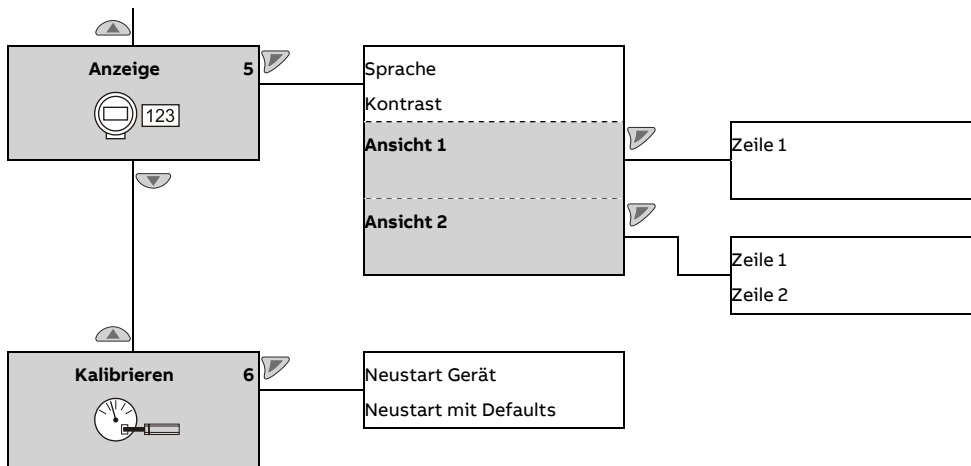 Anzeige 5
123
Sprache
Kontrast
Ansicht 1
Zeile 1
Ansicht 2
Zeile 1
Zeile 2
Kalibrieren 6
Neustart Gerät
Neustart mit Defaults